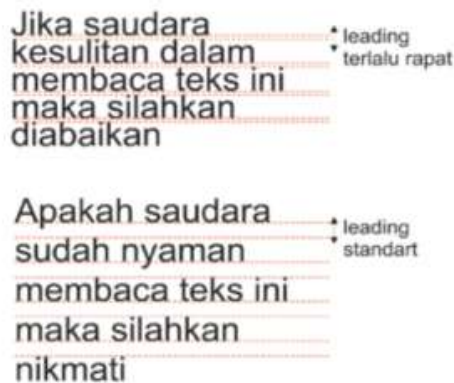 Jika saudara
kesulitan dalam
membaca teks ini
maka silahkan
diabaikan
leading
terlalu rapat
Apakah saudara
sudah nyaman
membaca teks ini
maka silahkan
nikmati
leading
standart